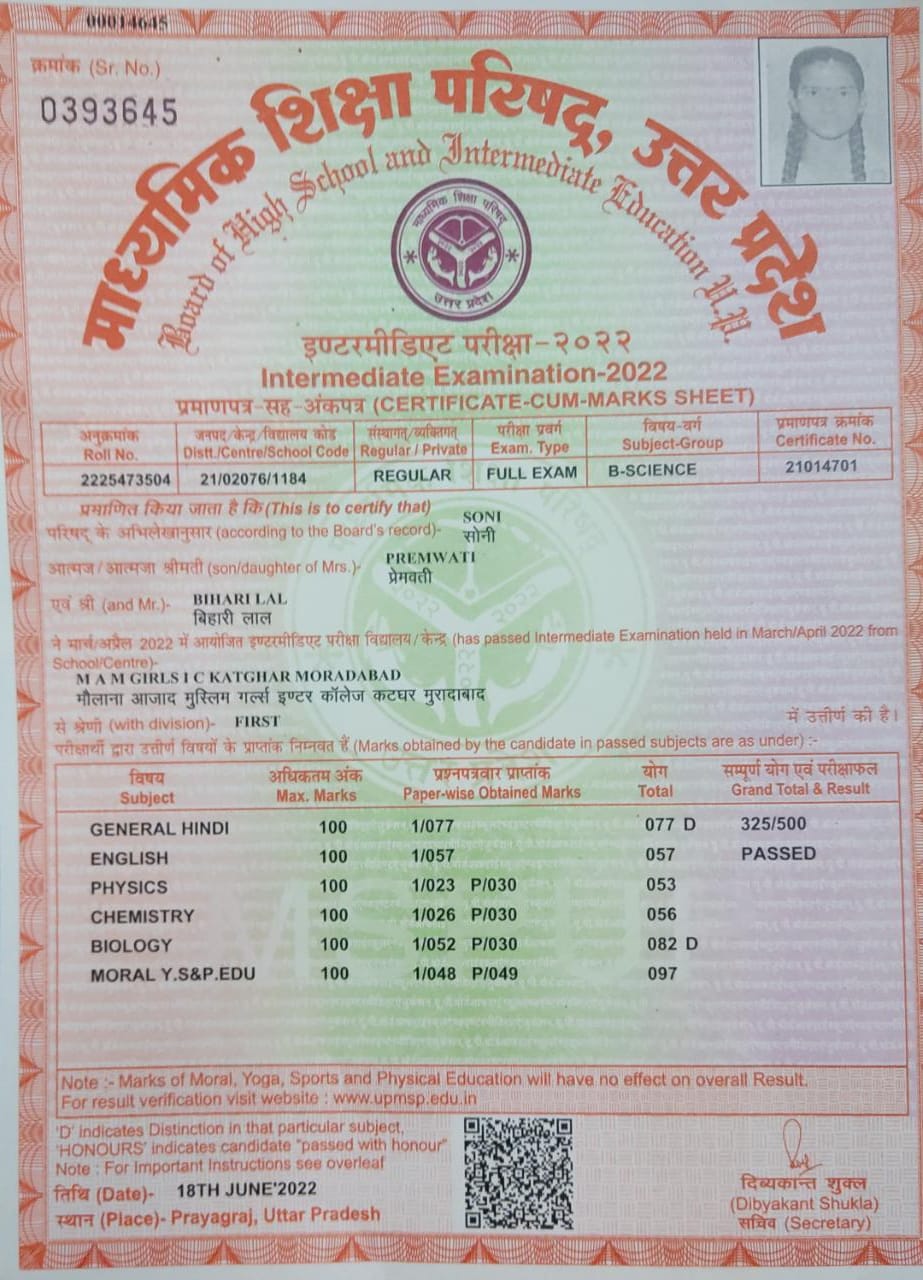 00014645
क्रमांक (Sr. No.)
0393645
माध्यमिक शिक्षा परिषद्, उत्तर प्रदेश
Board of High School and Intermediate Education U.P.
माध्यमिक शिक्षा परिषद्
उत्तर प्रदेश
इण्टरमीडिएट परीक्षा-२०२२
Intermediate Examination-2022
प्रमाणपत्र-सह-अंकपत्र (CERTIFICATE-CUM-MARKS SHEET)
अनुक्रमांक जनपद/केन्द्र/विद्यालय कोड संस्थागत/व्यक्तिगत परीक्षा प्रवर्ग विषय-वर्ग प्रमाणपत्र क्रमांक
Roll No. Distt./Centre/School Code Regular / Private Exam. Type Subject-Group Certificate No.
2225473504 21/02076/1184 REGULAR FULL EXAM B-SCIENCE 21014701
प्रमाणित किया जाता है कि (This is to certify that)
SONI
परिषद् के अभिलेखानुसार (according to the Board's record)- सोनी
PREMWATI
आत्मज/आत्मजा श्रीमती (son/daughter of Mrs.)- प्रेमवती
एवं श्री (and Mr.)- BIHARI LAL
बिहारी लाल
ने मार्च/अप्रैल 2022 में आयोजित इण्टरमीडिएट परीक्षा विद्यालय/केन्द्र (has passed Intermediate Examination held in March/April 2022 from
School/Centre)-
M A M GIRLS I C KATGHAR MORADABAD
मौलाना आजाद मुस्लिम गर्ल्स इण्टर कॉलेज कटघर मुरादाबाद
से श्रेणी (with division)- FIRST में उत्तीर्ण की है।
परीक्षार्थी द्वारा उत्तीर्ण विषयों के प्राप्तांक निम्नवत हैं (Marks obtained by the candidate in passed subjects are as under) :-
विषय अधिकतम अंक प्रश्नपत्रवार प्राप्तांक योग सम्पूर्ण योग एवं परीक्षाफल
Subject Max. Marks Paper-wise Obtained Marks Total Grand Total & Result
GENERAL HINDI 100 1/077 077 D 325/500
ENGLISH 100 1/057 057 PASSED
PHYSICS 100 1/023 P/030 053
CHEMISTRY 100 1/026 P/030 056
BIOLOGY 100 1/052 P/030 082 D
MORAL Y.S&P.EDU 100 1/048 P/049 097
Note :- Marks of Moral, Yoga, Sports and Physical Education will have no effect on overall Result.
For result verification visit website : www.upmsp.edu.in
'D' indicates Distinction in that particular subject,
'HONOURS' indicates candidate "passed with honour"
Note : For Important Instructions see overleaf
तिथि (Date)- 18TH JUNE'2022
स्थान (Place)- Prayagraj, Uttar Pradesh
दिव्यकान्त शुक्ल
(Dibyakant Shukla)
सचिव (Secretary)